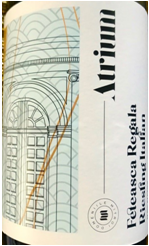 Atrium
Fetească Regală
Riesling Italian